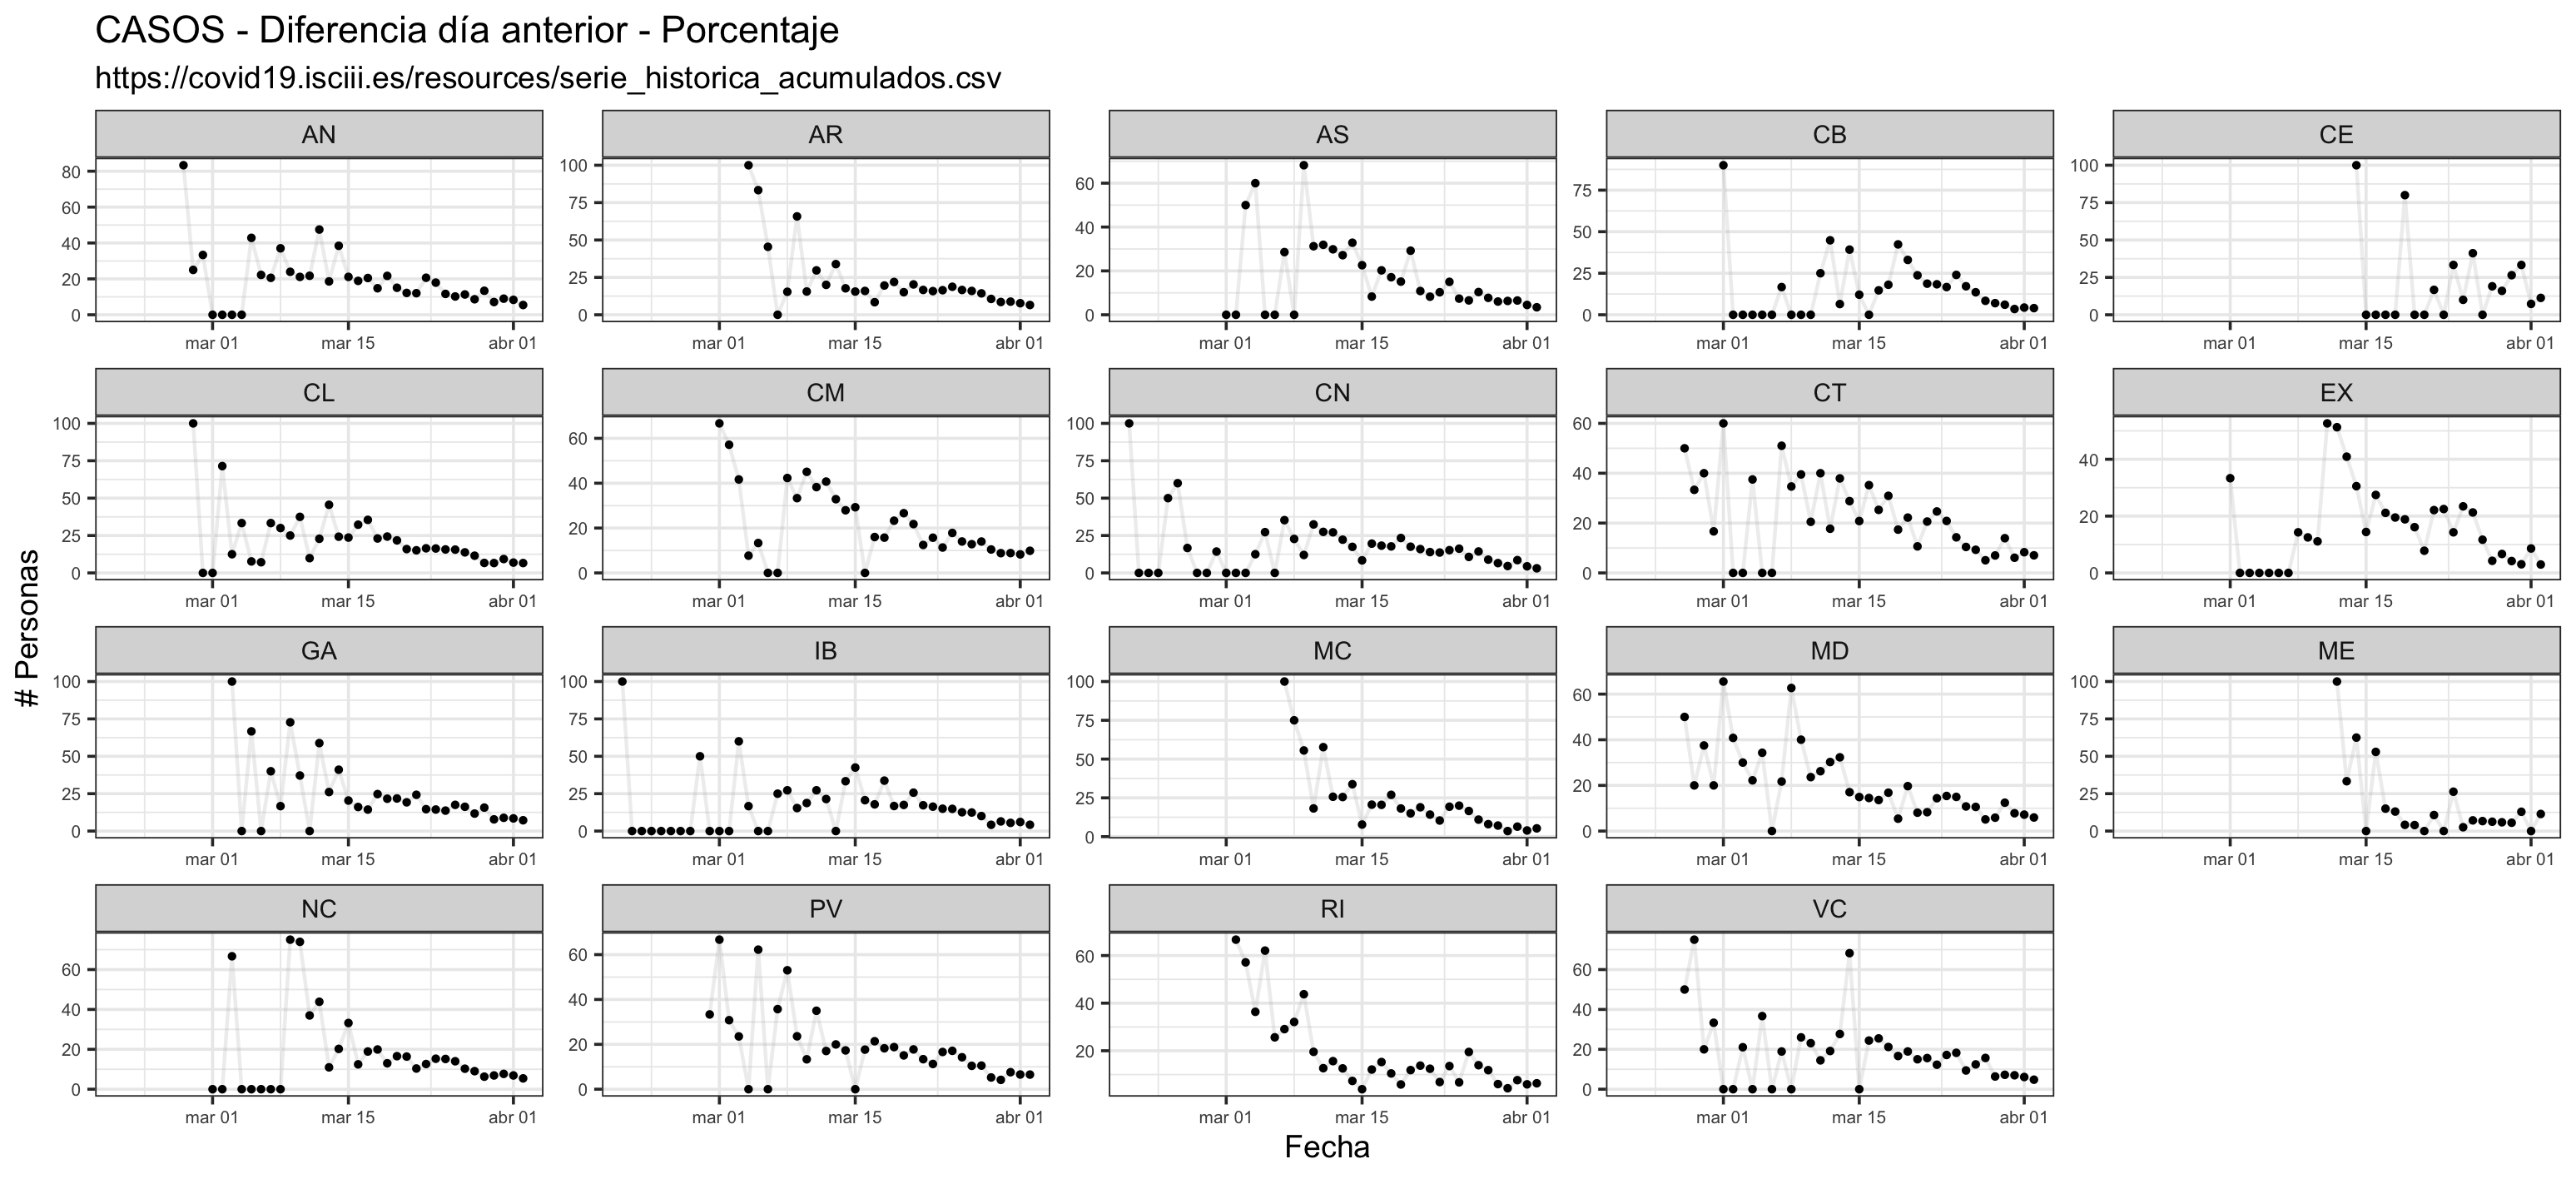 CASOS - Diferencia día anterior - Porcentaje
https://covid19.isciii.es/resources/serie_historica_acumulados.csv
AN AR AS CB CE
80 60 40 20 0
100 75 50 25 0
60 40 20 0
75 50 25 0
100 75 50 25 0
mar 01 mar 15 abr 01 mar 01 mar 15 abr 01 mar 01 mar 15 abr 01 mar 01 mar 15 abr 01 mar 01 mar 15 abr 01
CL CM CN CT EX
100 75 50 25 0
60 40 20 0
100 75 50 25 0
60 40 20 0
40 20 0
mar 01 mar 15 abr 01 mar 01 mar 15 abr 01 mar 01 mar 15 abr 01 mar 01 mar 15 abr 01 mar 01 mar 15 abr 01
# Personas
GA IB MC MD ME
100 75 50 25 0
100 75 50 25 0
100 75 50 25 0
60 40 20 0
100 75 50 25 0
mar 01 mar 15 abr 01 mar 01 mar 15 abr 01 mar 01 mar 15 abr 01 mar 01 mar 15 abr 01 mar 01 mar 15 abr 01
NC PV RI VC
60 40 20 0
60 40 20 0
60 40 20
60 40 20 0
mar 01 mar 15 abr 01 mar 01 mar 15 abr 01 mar 01 mar 15 abr 01 mar 01 mar 15 abr 01
Fecha